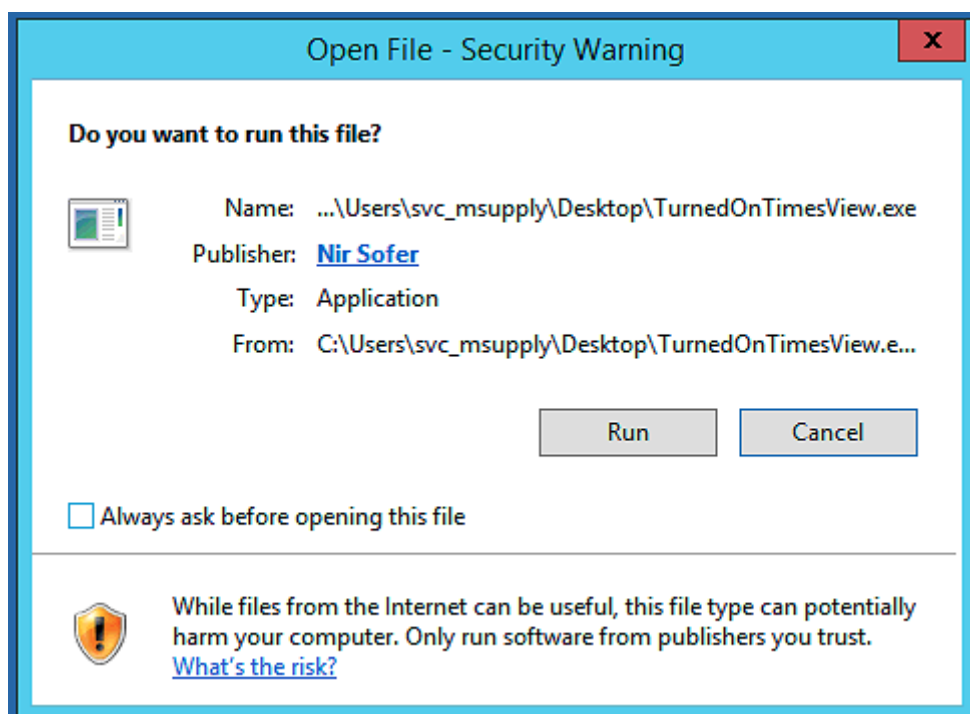 Open File - Security Warning
x
Do you want to run this file?
Name: ...\Users\svc_msupply\Desktop\TurnedOnTimesView.exe
Publisher: Nir Sofer
Type: Application
From: C:\Users\svc_msupply\Desktop\TurnedOnTimesView.e...
Run Cancel
Always ask before opening this file
While files from the Internet can be useful, this file type can potentially
harm your computer. Only run software from publishers you trust.
What's the risk?